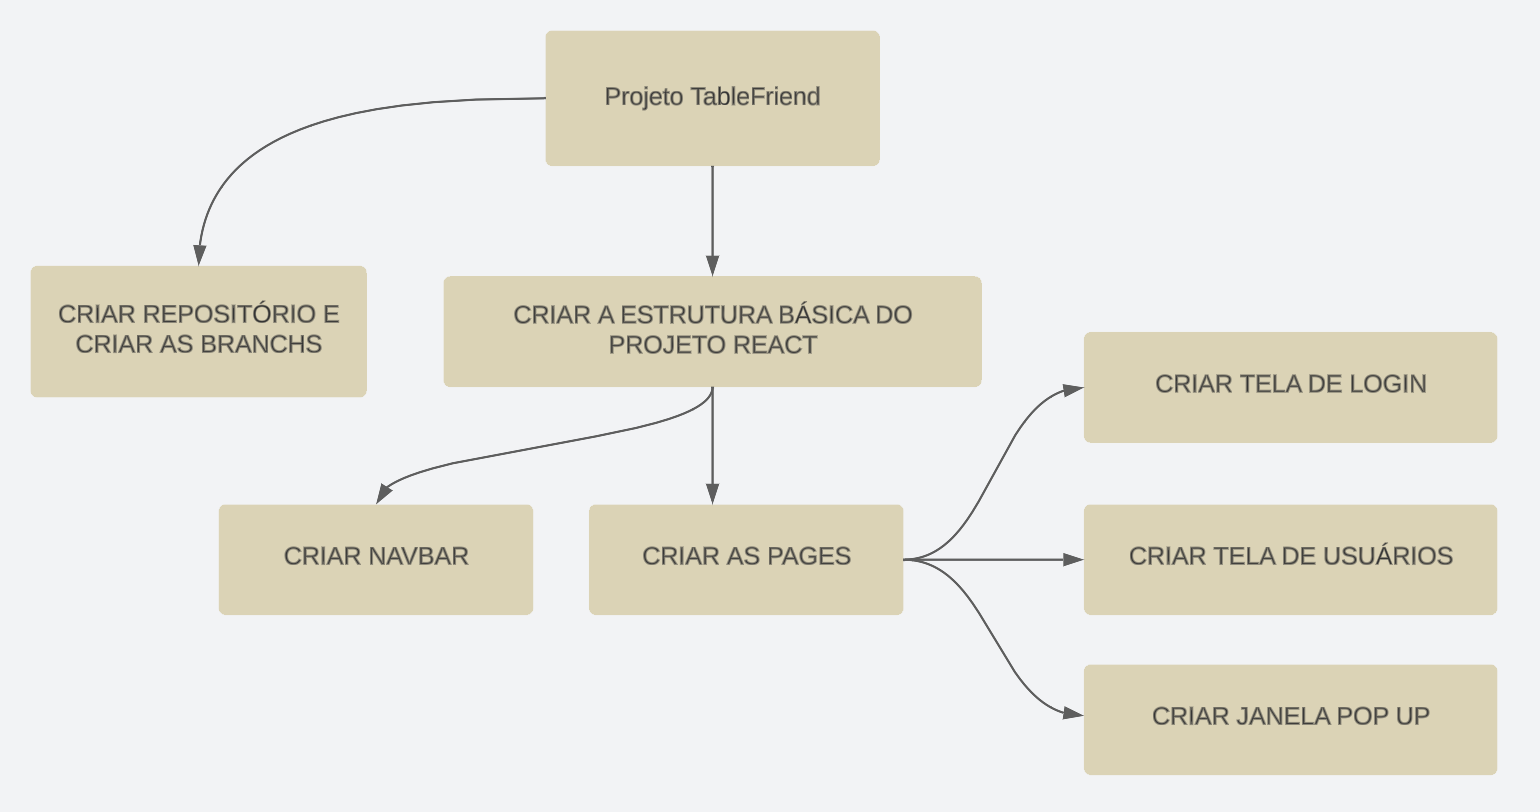 Projeto TableFriend
CRIAR REPOSITÓRIO E
CRIAR AS BRANCHS
CRIAR A ESTRUTURA BÁSICA DO
PROJETO REACT
CRIAR TELA DE LOGIN
CRIAR NAVBAR
CRIAR AS PAGES
CRIAR TELA DE USUÁRIOS
CRIAR JANELA POP UP